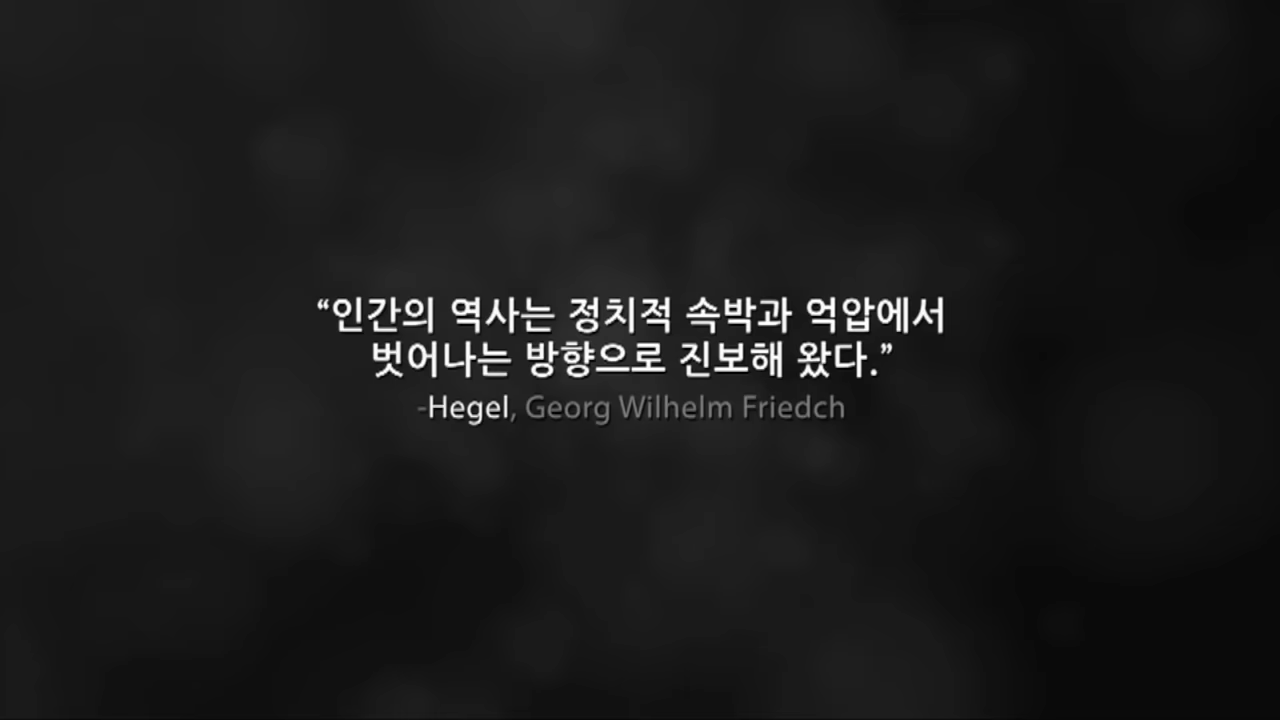 “인간의 역사는 정치적 속박과 억압에서
벗어나는 방향으로 진보해 왔다.”
-Hegel, Georg Wilhelm Friedch